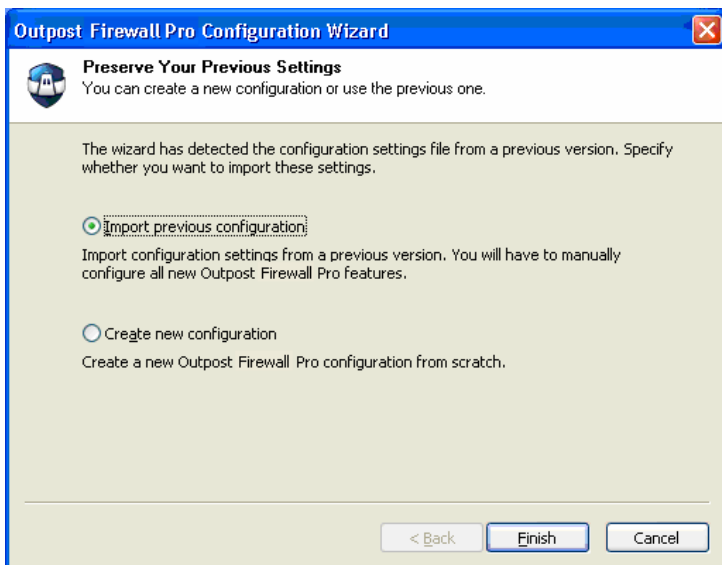 Outpost Firewall Pro Configuration Wizard
Preserve Your Previous Settings
You can create a new configuration or use the previous one.
The wizard has detected the configuration settings file from a previous version. Specify
whether you want to import these settings.
Import previous configuration
Import configuration settings from a previous version. You will have to manually
configure all new Outpost Firewall Pro features.
Create new configuration
Create a new Outpost Firewall Pro configuration from scratch.
< Back Finish Cancel